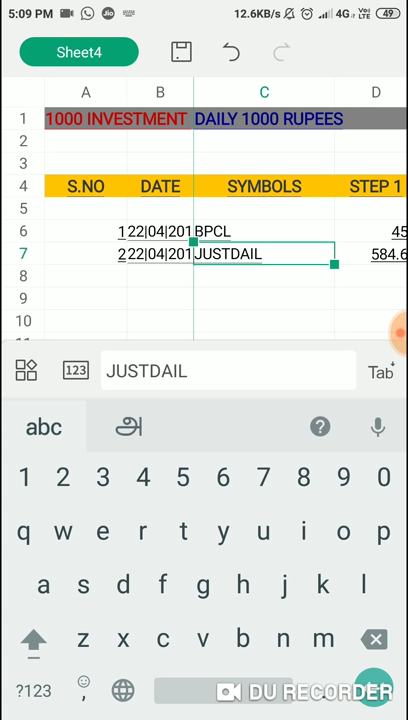 5:09 PM 12.6KB/s 4G VoLTE 49
Sheet4
A B C D
1 1000 INVESTMENT DAILY 1000 RUPEES
2
3
4 S.NO DATE SYMBOLS STEP 1
5
6 1 22|04|201 BPCL 45
7 2 22|04|201 JUSTDAIL 584.6
8
9
10
123 JUSTDAIL Tab
abc அ ?
1 2 3 4 5 6 7 8 9 0
q w e r t y u i o p
a s d f g h j k l
z x c v b n m
?123 , DU RECORDER